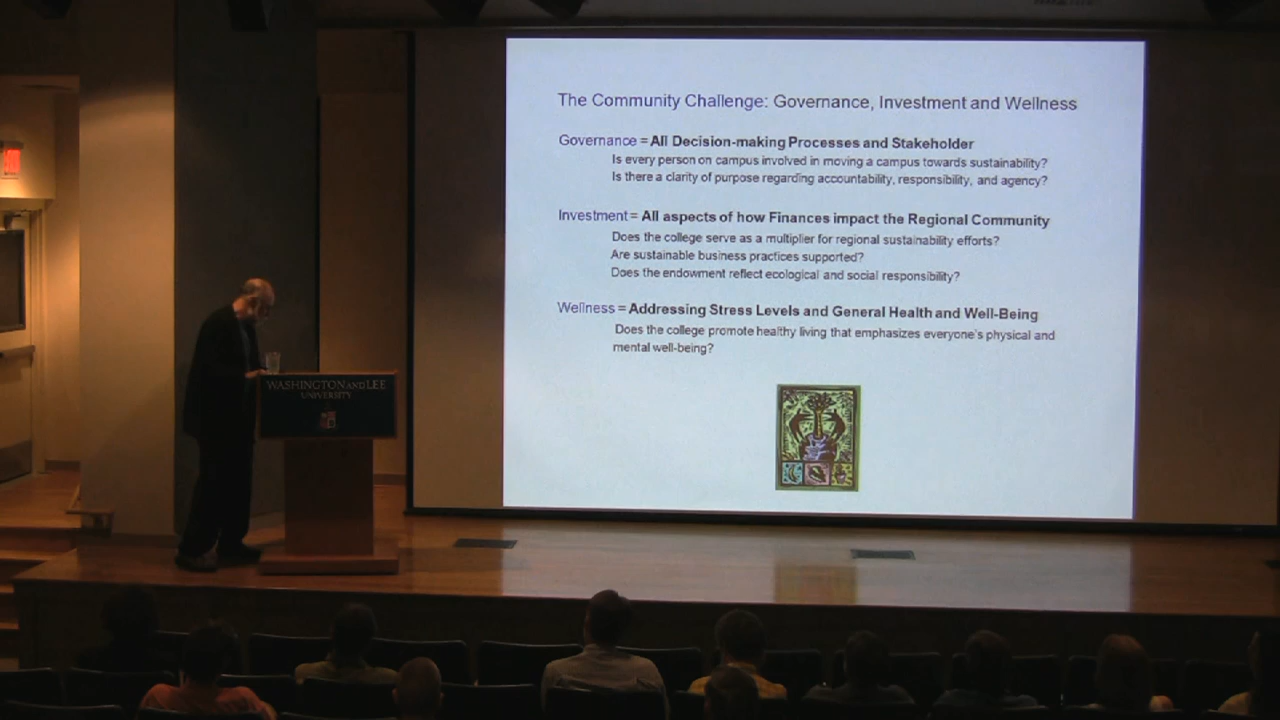 The Community Challenge: Governance, Investment and Wellness
Governance = All Decision-making Processes and Stakeholder
Is every person on campus involved in moving a campus towards sustainability?
Is there a clarity of purpose regarding accountability, responsibility, and agency?
Investment = All aspects of how Finances impact the Regional Community
Does the college serve as a multiplier for regional sustainability efforts?
Are sustainable business practices supported?
Does the endowment reflect ecological and social responsibility?
Wellness = Addressing Stress Levels and General Health and Well-Being
Does the college promote healthy living that emphasizes everyone's physical and
mental well-being?
WASHINGTON AND LEE
UNIVERSITY